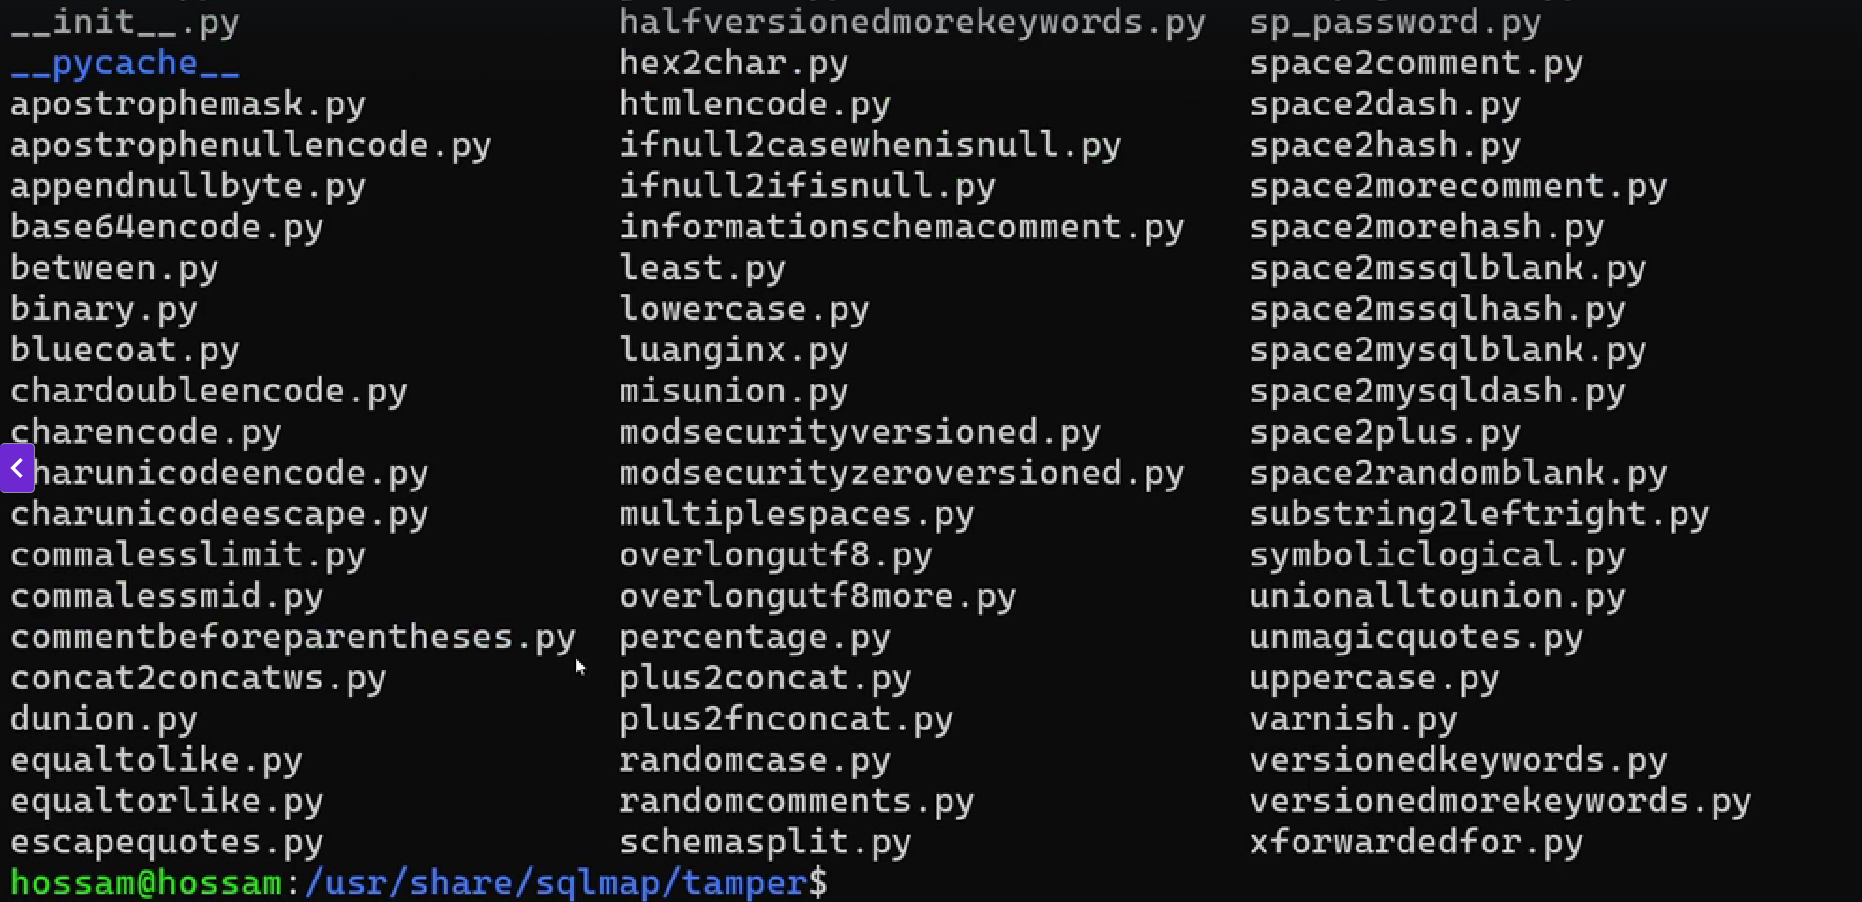 __init__.py halfversionedmorekeywords.py sp_password.py
__pycache__ hex2char.py space2comment.py
apostrophemask.py htmlencode.py space2dash.py
apostrophenullencode.py ifnull2casewhenisnull.py space2hash.py
appendnullbyte.py ifnull2ifisnull.py space2morecomment.py
base64encode.py informationschemacomment.py space2morehash.py
between.py least.py space2mssqlblank.py
binary.py lowercase.py space2mssqlhash.py
bluecoat.py luanginx.py space2mysqlblank.py
chardoubleencode.py misunion.py space2mysqldash.py
charencode.py modsecurityversioned.py space2plus.py
harunicodeencode.py modsecurityzeroversioned.py space2randomblank.py
charunicodeescape.py multiplespaces.py substring2leftright.py
commalesslimit.py overlongutf8.py symboliclogical.py
commalessmid.py overlongutf8more.py unionalltounion.py
commentbeforeparentheses.py percentage.py unmagicquotes.py
concat2concatws.py plus2concat.py uppercase.py
dunion.py plus2fnconcat.py varnish.py
equaltolike.py randomcase.py versionedkeywords.py
equaltorlike.py randomcomments.py versionedmorekeywords.py
escapequotes.py schemasplit.py xforwardedfor.py
hossam@hossam:/usr/share/sqlmap/tamper$